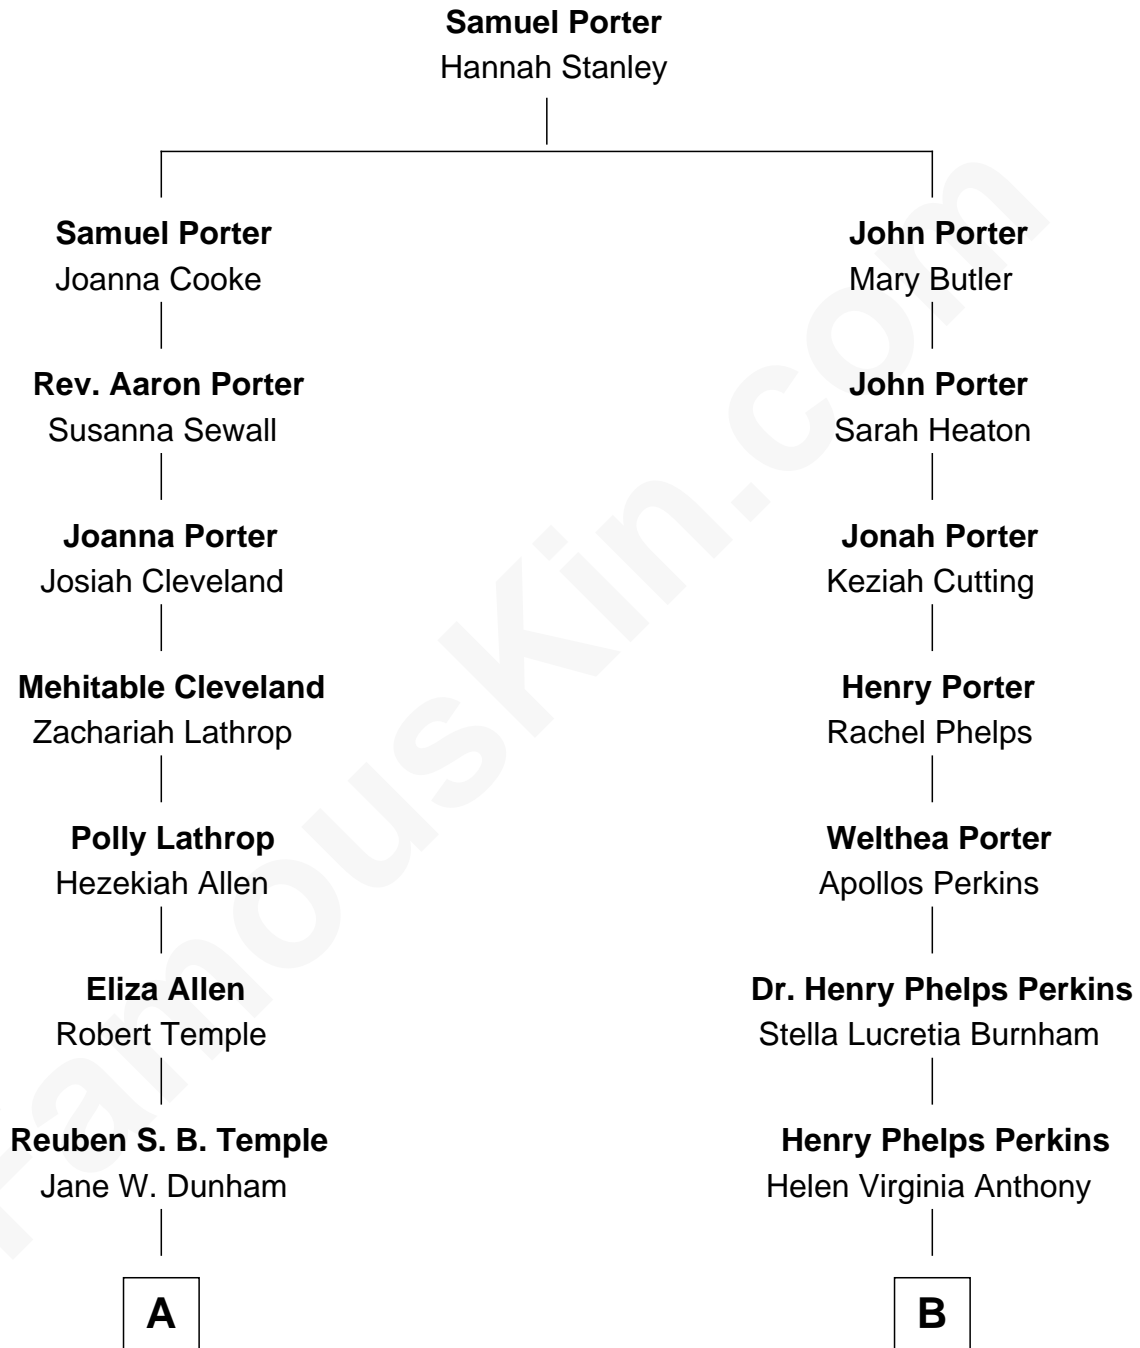 Samuel Porter
Hannah Stanley
Samuel Porter
Joanna Cooke
John Porter
Mary Butler
Rev. Aaron Porter
Susanna Sewall
John Porter
Sarah Heaton
Joanna Porter
Josiah Cleveland
Jonah Porter
Keziah Cutting
Mehitable Cleveland
Zachariah Lathrop
Henry Porter
Rachel Phelps
Polly Lathrop
Hezekiah Allen
Welthea Porter
Apollos Perkins
Eliza Allen
Robert Temple
Dr. Henry Phelps Perkins
Stella Lucretia Burnham
Reuben S. B. Temple
Jane W. Dunham
Henry Phelps Perkins
Helen Virginia Anthony
A
B
FamousKin.com